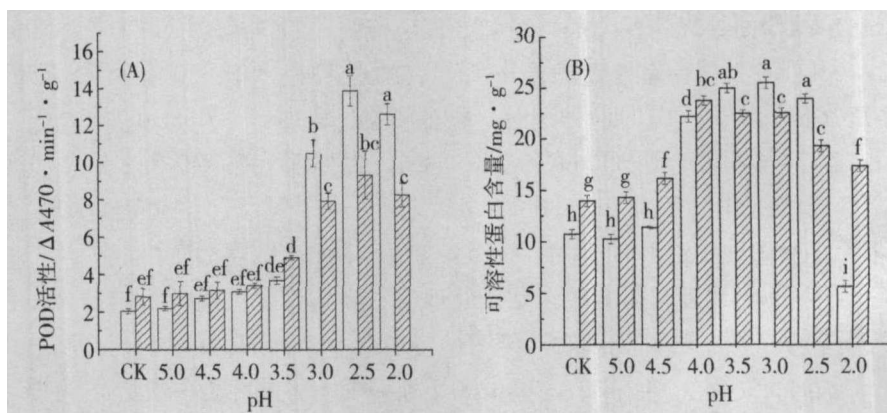 (A)
POD活性/ΔA470·min⁻¹·g⁻¹
16
14
12
10
8
6
4
2
0
f ef f ef ef ef ef ef de d b c a bc a c
CK 5.0 4.5 4.0 3.5 3.0 2.5 2.0
pH
(B)
可溶性蛋白含量/mg·g⁻¹
30
25
20
15
10
5
0
h g h g h f d bc ab c a c a c i f
CK 5.0 4.5 4.0 3.5 3.0 2.5 2.0
pH